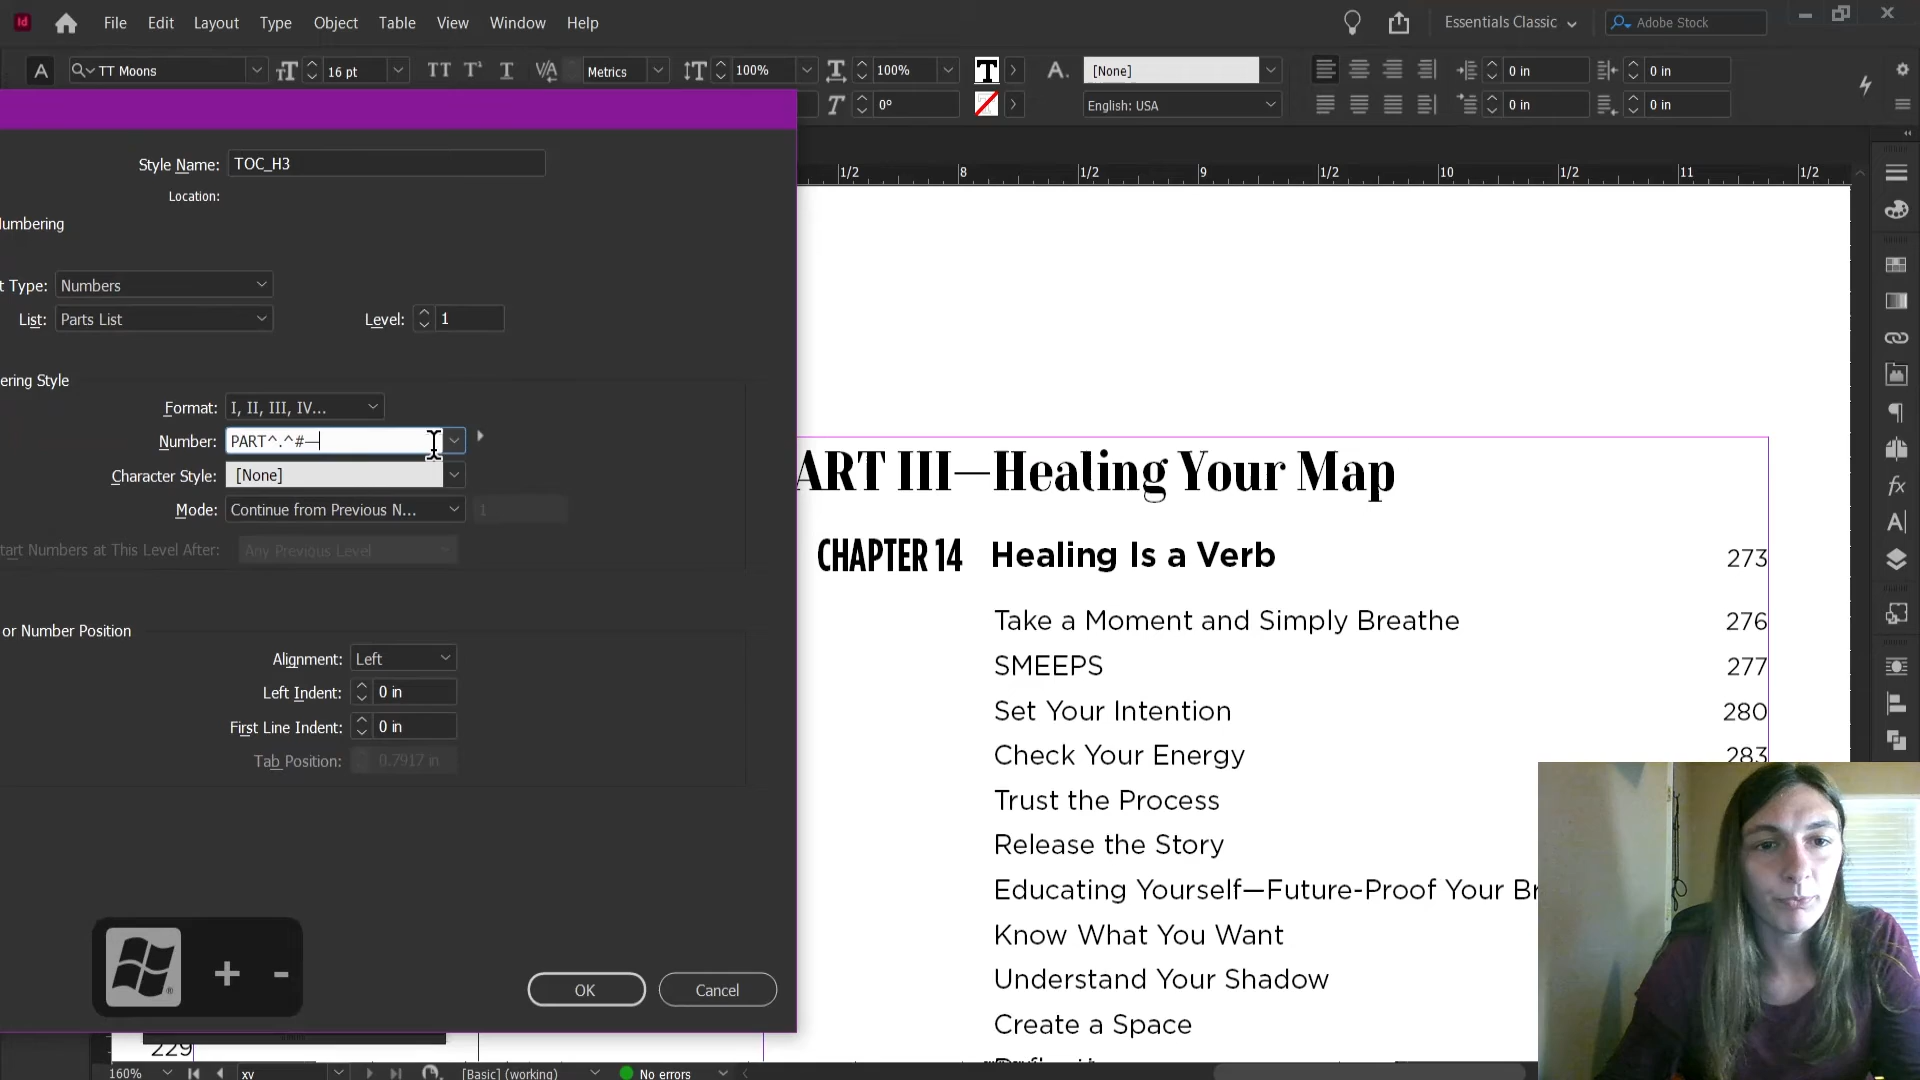 Id File Edit Layout Type Object Table View Window Help Essentials Classic Adobe Stock
A TT Moons 16 pt TT T¹ T VA Metrics 100% 100% T A. [None] 0 in 0 in
T 0° English: USA 0 in 0 in
Style Name: TOC_H3
Location:
umbering
t Type: Numbers
List: Parts List Level: 1
ering Style
Format: I, II, III, IV...
Number: PART^.^#—
Character Style: [None]
Mode: Continue from Previous N... 1
tart Numbers at This Level After: Any Previous Level
or Number Position
Alignment: Left
Left Indent: 0 in
First Line Indent: 0 in
Tab Position: 0.7917 in
OK Cancel
+ -
1/2 8 1/2 9 1/2 10 1/2 11 1/2
ART III—Healing Your Map
CHAPTER 14 Healing Is a Verb 273
Take a Moment and Simply Breathe 276
SMEEPS 277
Set Your Intention 280
Check Your Energy 283
Trust the Process
Release the Story
Educating Yourself—Future-Proof Your Br
Know What You Want
Understand Your Shadow
Create a Space
229
160% xv [Basic] (working) No errors